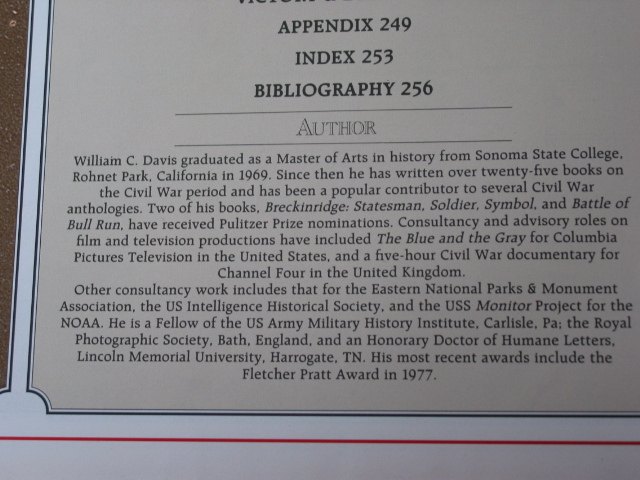 APPENDIX 249
INDEX 253
BIBLIOGRAPHY 256
AUTHOR
William C. Davis graduated as a Master of Arts in history from Sonoma State College,
Rohnet Park, California in 1969. Since then he has written over twenty-five books on
the Civil War period and has been a popular contributor to several Civil War
anthologies. Two of his books, Breckinridge: Statesman, Soldier, Symbol, and Battle of
Bull Run, have received Pulitzer Prize nominations. Consultancy and advisory roles on
film and television productions have included The Blue and the Gray for Columbia
Pictures Television in the United States, and a five-hour Civil War documentary for
Channel Four in the United Kingdom.
Other consultancy work includes that for the Eastern National Parks & Monument
Association, the US Intelligence Historical Society, and the USS Monitor Project for the
NOAA. He is a Fellow of the US Army Military History Institute, Carlisle, Pa; the Royal
Photographic Society, Bath, England, and an Honorary Doctor of Humane Letters,
Lincoln Memorial University, Harrogate, TN. His most recent awards include the
Fletcher Pratt Award in 1977.